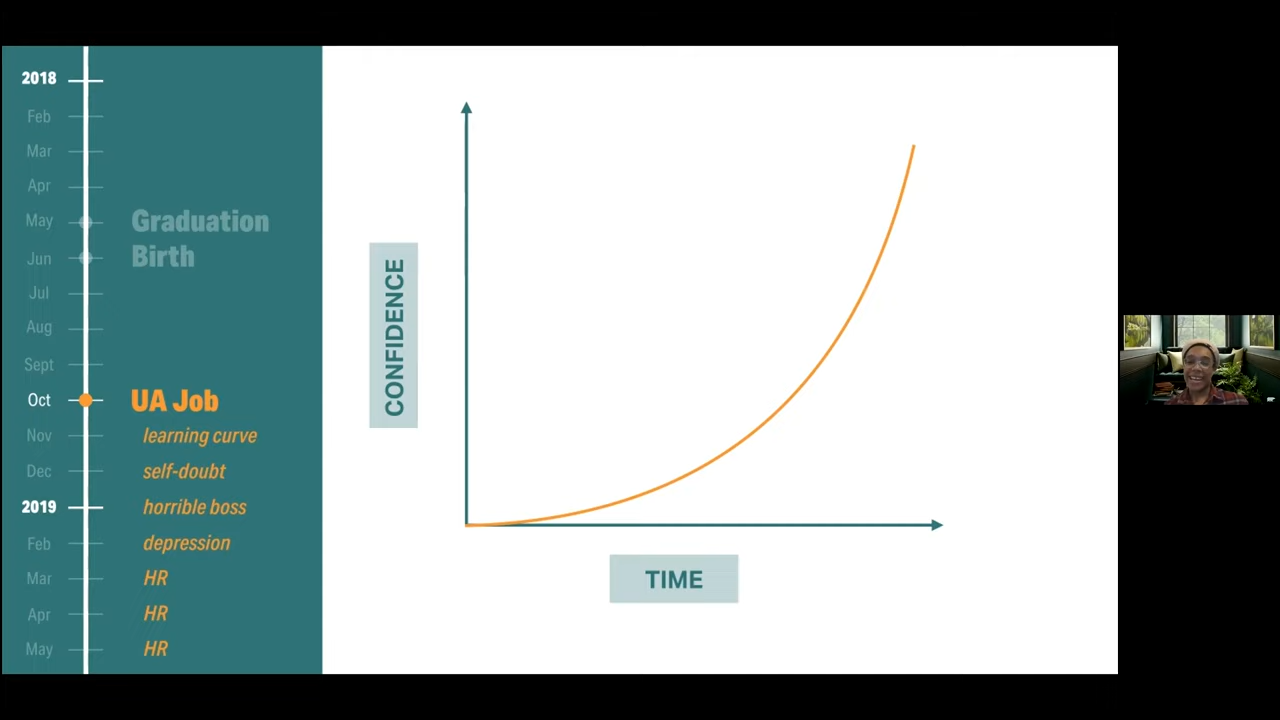 2018
Feb
Mar
Apr
May
Graduation
Jun
Birth
Jul
Aug
Sept
Oct
UA Job
Nov
learning curve
Dec
self-doubt
2019
horrible boss
Feb
depression
Mar
HR
Apr
HR
May
HR
CONFIDENCE
TIME